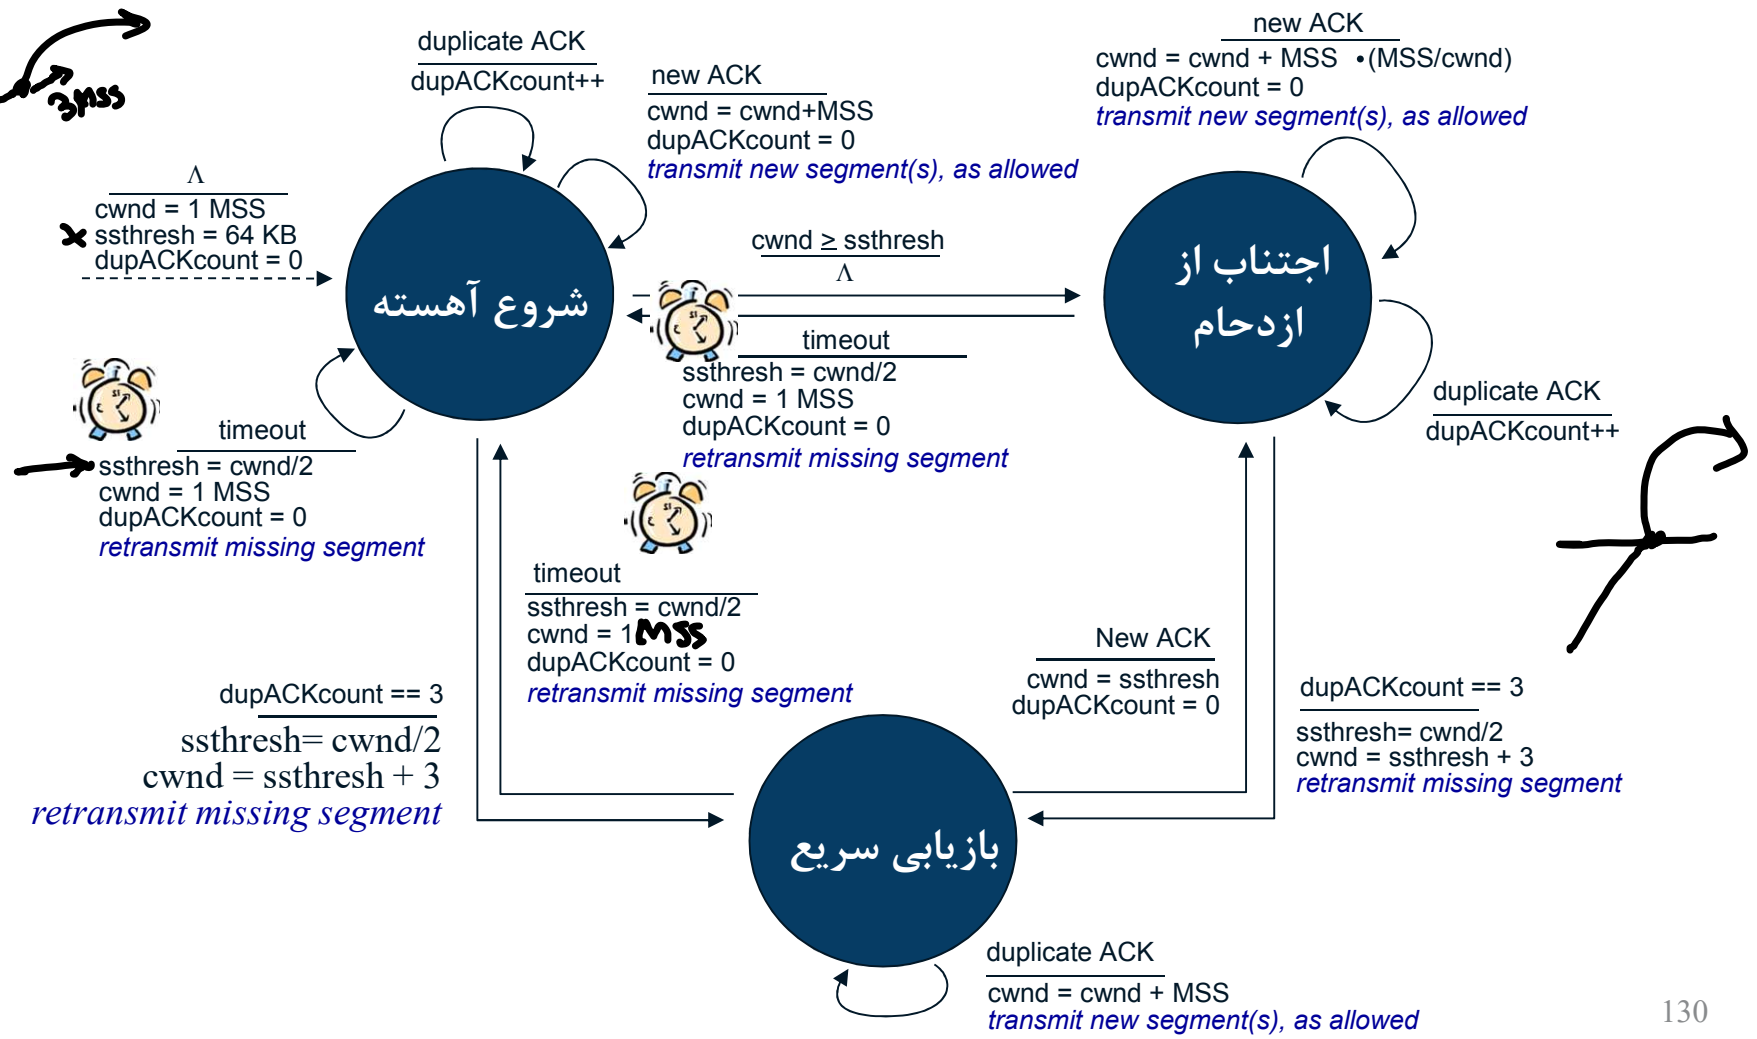 3MSS
duplicate ACK
dupACKcount++
new ACK
cwnd = cwnd+MSS
dupACKcount = 0
transmit new segment(s), as allowed
new ACK
cwnd = cwnd + MSS •(MSS/cwnd)
dupACKcount = 0
transmit new segment(s), as allowed
Λ
cwnd = 1 MSS
ssthresh = 64 KB
dupACKcount = 0
شروع آهسته
cwnd ≥ ssthresh
Λ
اجتناب از
ازدحام
timeout
ssthresh = cwnd/2
cwnd = 1 MSS
dupACKcount = 0
retransmit missing segment
duplicate ACK
dupACKcount++
timeout
ssthresh = cwnd/2
cwnd = 1 MSS
dupACKcount = 0
retransmit missing segment
timeout
ssthresh = cwnd/2
cwnd = 1 MSS
dupACKcount = 0
retransmit missing segment
New ACK
cwnd = ssthresh
dupACKcount = 0
dupACKcount == 3
ssthresh= cwnd/2
cwnd = ssthresh + 3
retransmit missing segment
dupACKcount == 3
ssthresh= cwnd/2
cwnd = ssthresh + 3
retransmit missing segment
بازیابی سریع
duplicate ACK
cwnd = cwnd + MSS
transmit new segment(s), as allowed
130